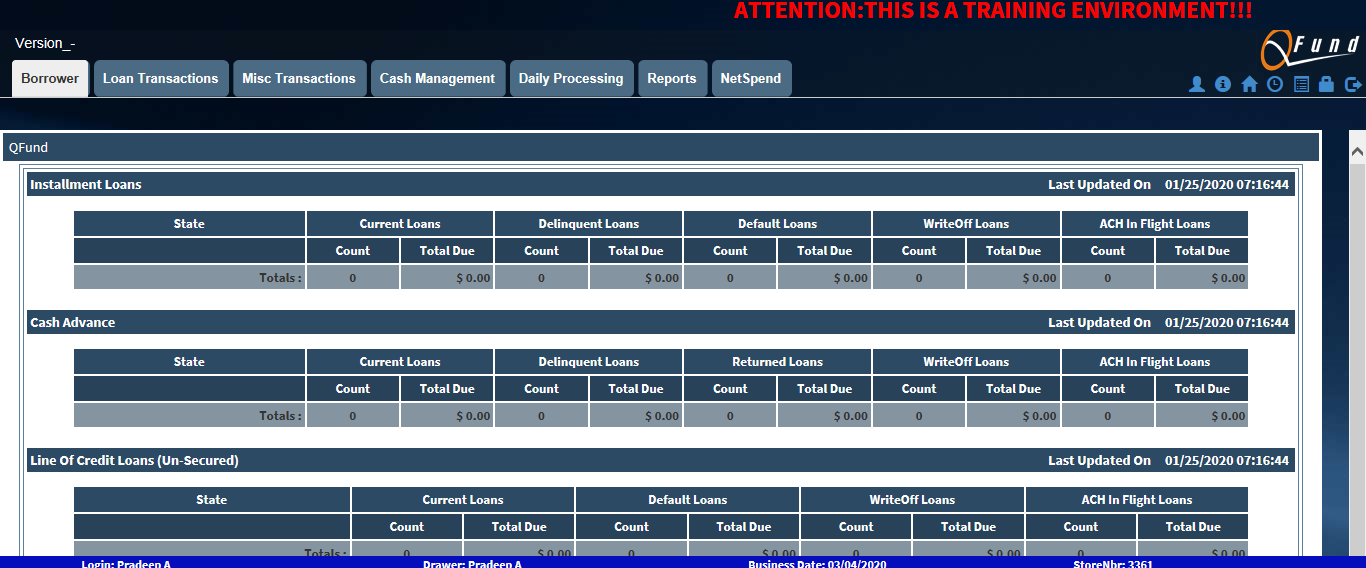 ATTENTION:THIS IS A TRAINING ENVIRONMENT!!!
Version_-
QFund
Borrower Loan Transactions Misc Transactions Cash Management Daily Processing Reports NetSpend
QFund
Installment Loans Last Updated On 01/25/2020 07:16:44
State Current Loans Delinquent Loans Default Loans WriteOff Loans ACH In Flight Loans
Count Total Due Count Total Due Count Total Due Count Total Due Count Total Due
Totals : 0 $ 0.00 0 $ 0.00 0 $ 0.00 0 $ 0.00 0 $ 0.00
Cash Advance Last Updated On 01/25/2020 07:16:44
State Current Loans Delinquent Loans Returned Loans WriteOff Loans ACH In Flight Loans
Count Total Due Count Total Due Count Total Due Count Total Due Count Total Due
Totals : 0 $ 0.00 0 $ 0.00 0 $ 0.00 0 $ 0.00 0 $ 0.00
Line Of Credit Loans (Un-Secured) Last Updated On 01/25/2020 07:16:44
State Current Loans Default Loans WriteOff Loans ACH In Flight Loans
Count Total Due Count Total Due Count Total Due Count Total Due
Totals : 0 $ 0.00 0 $ 0.00 0 $ 0.00 0 $ 0.00
Login: Pradeep A Drawer: Pradeep A Business Date: 03/04/2020 StoreNbr: 3361